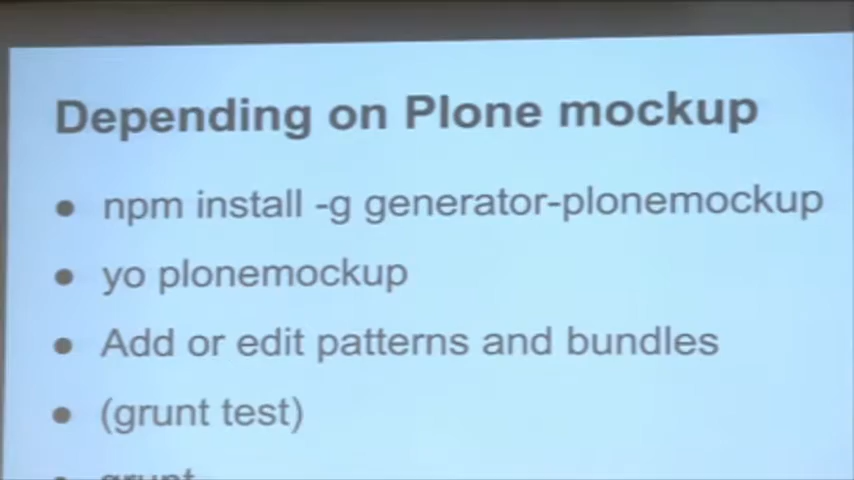 Depending on Plone mockup
● npm install -g generator-plonemockup
● yo plonemockup
● Add or edit patterns and bundles
● (grunt test)
● grunt